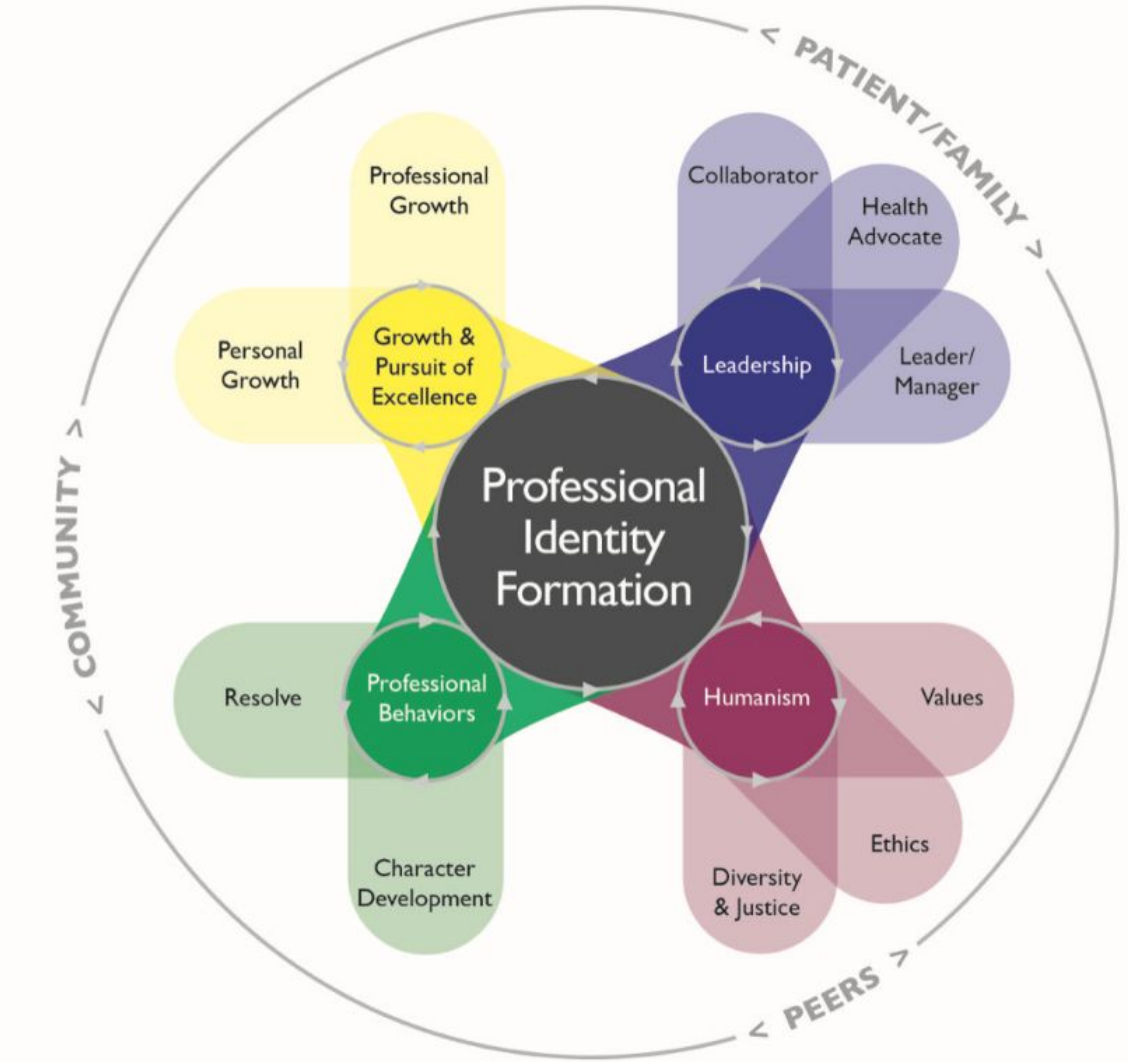 < PATIENT/FAMILY >
Professional
Growth
Collaborator
Health
Advocate
Personal
Growth
Growth &
Pursuit of
Excellence
Leadership
Leader/
Manager
< COMMUNITY >
Professional
Identity
Formation
Resolve
Professional
Behaviors
Humanism
Values
Character
Development
Diversity
& Justice
Ethics
< PEERS >